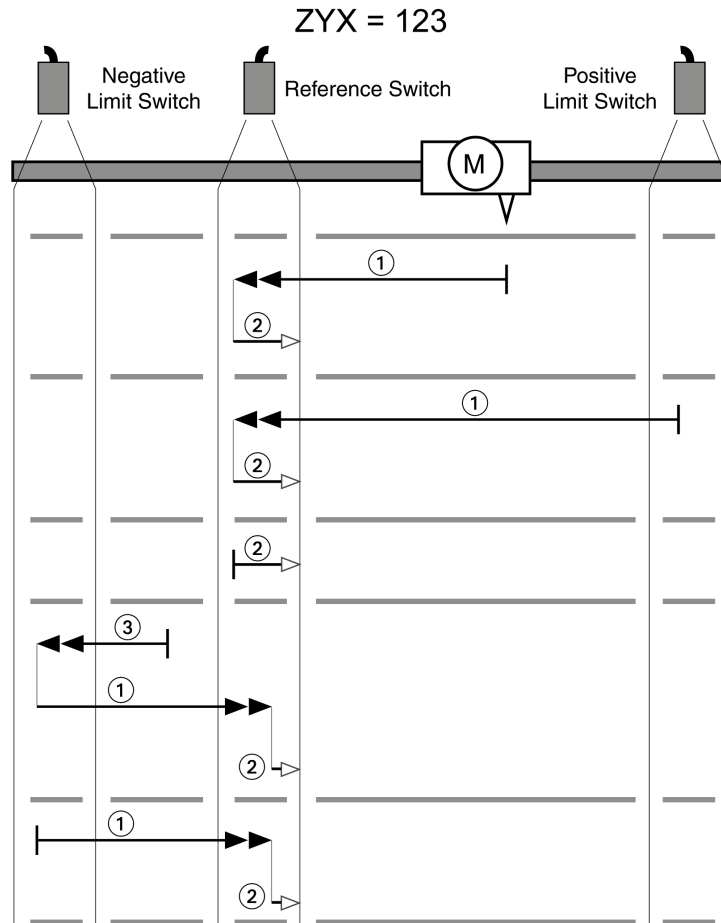 ZYX = 123
Negative
Limit Switch
Reference Switch
Positive
Limit Switch
M
1
2
1
2
2
3
1
2
1
2